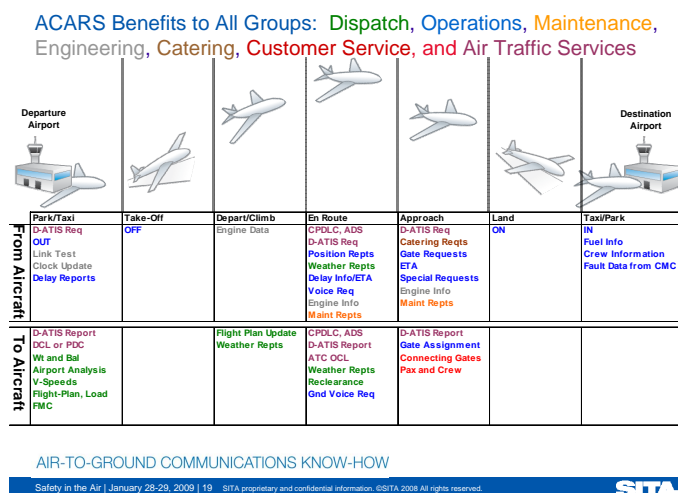 ACARS Benefits to All Groups: Dispatch, Operations, Maintenance,
Engineering, Catering, Customer Service, and Air Traffic Services
Departure
Airport
Destination
Airport
Park/Taxi
Take-Off
Depart/Climb
En Route
Approach
Land
Taxi/Park
From Aircraft
D-ATIS Req
OUT
Link Test
Clock Update
Delay Reports
OFF
Engine Data
CPDLC, ADS
D-ATIS Req
Position Repts
Weather Repts
Delay Info/ETA
Voice Req
Engine Info
Maint Repts
D-ATIS Req
Catering Reqts
Gate Requests
ETA
Special Requests
Engine Info
Maint Repts
ON
IN
Fuel Info
Crew Information
Fault Data from CMC
To Aircraft
D-ATIS Report
DCL or PDC
Wt and Bal
Airport Analysis
V-Speeds
Flight-Plan, Load
FMC
Flight Plan Update
Weather Repts
CPDLC, ADS
D-ATIS Report
ATC OCL
Weather Repts
Reclearance
Gnd Voice Req
D-ATIS Report
Gate Assignment
Connecting Gates
Pax and Crew
AIR-TO-GROUND COMMUNICATIONS KNOW-HOW
Safety in the Air | January 28-29, 2009 | 19 SITA proprietary and confidential information. ©SITA 2008 All rights reserved.
SITA